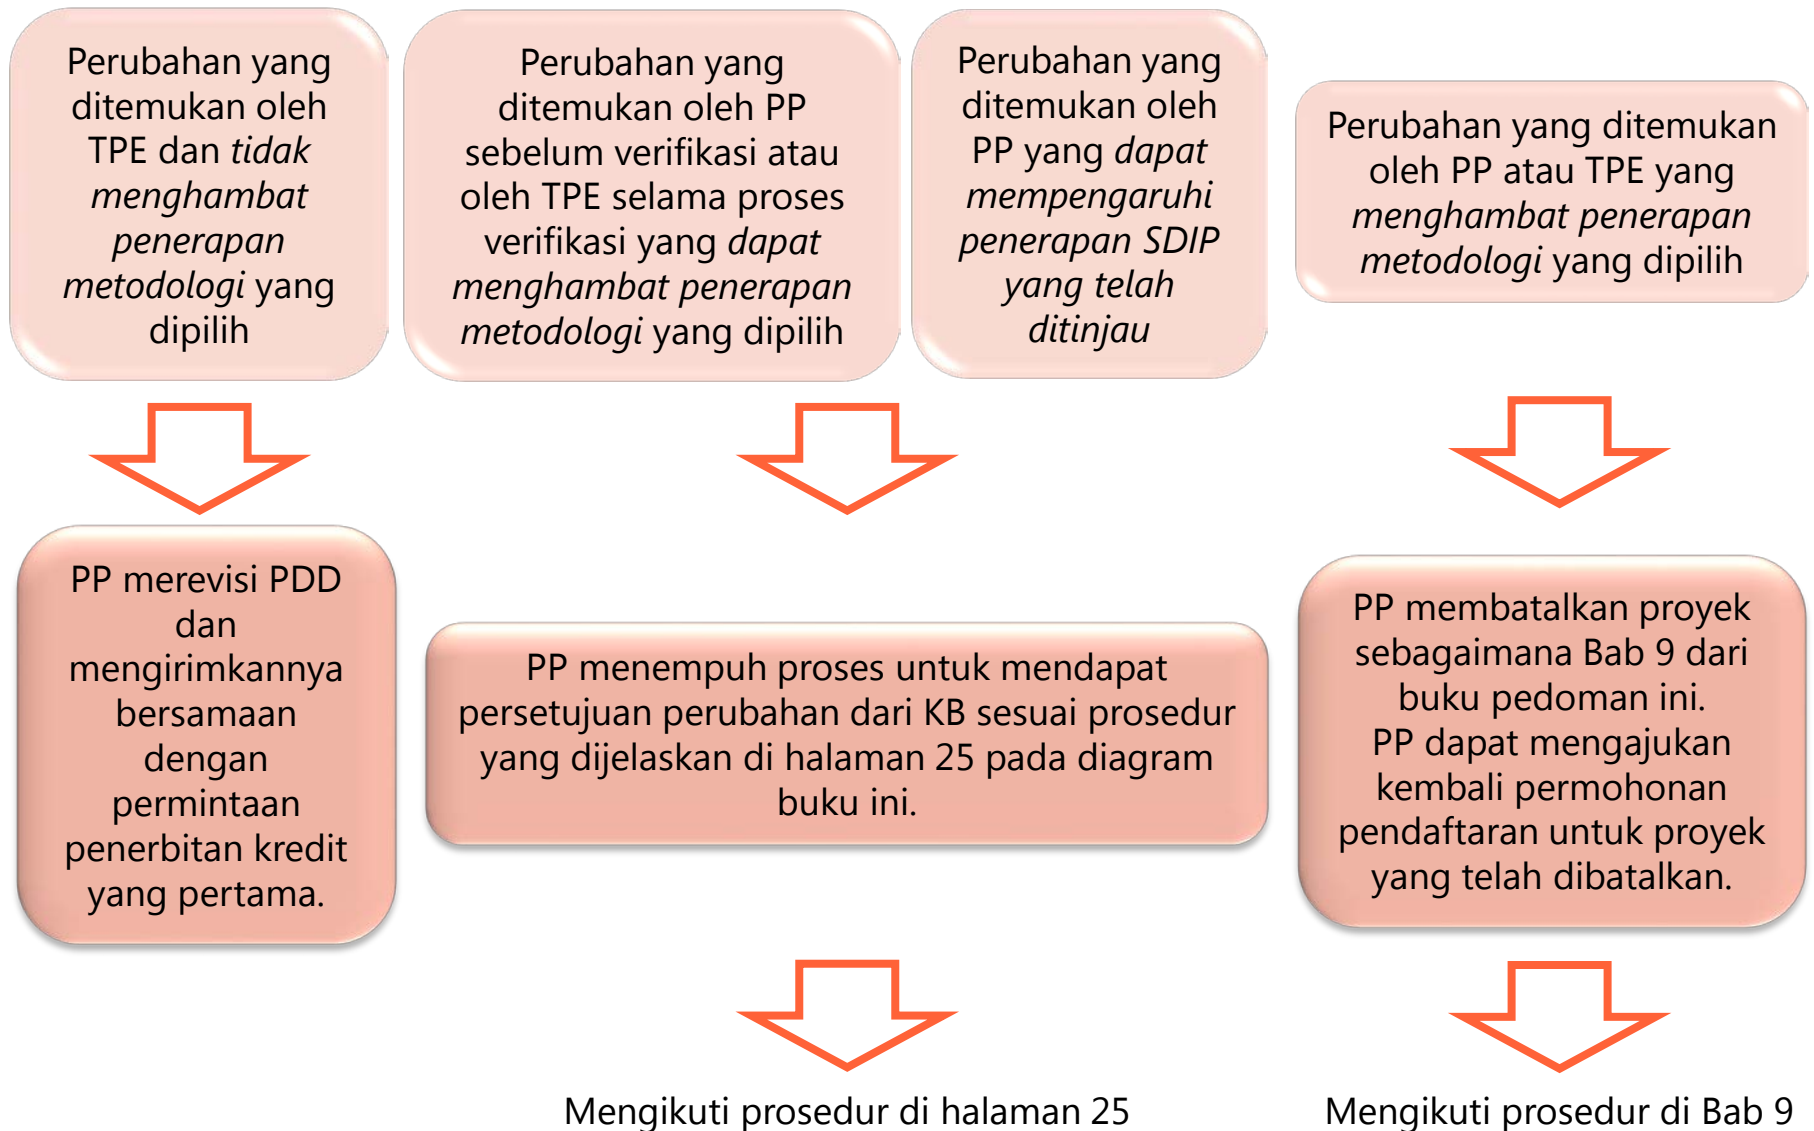 Perubahan yang
ditemukan oleh
TPE dan tidak
menghambat
penerapan
metodologi yang
dipilih
Perubahan yang
ditemukan oleh PP
sebelum verifikasi atau
oleh TPE selama proses
verifikasi yang dapat
menghambat penerapan
metodologi yang dipilih
Perubahan yang
ditemukan oleh
PP yang dapat
mempengaruhi
penerapan SDIP
yang telah
ditinjau
Perubahan yang ditemukan
oleh PP atau TPE yang
menghambat penerapan
metodologi yang dipilih
PP merevisi PDD
dan
mengirimkannya
bersamaan
dengan
permintaan
penerbitan kredit
yang pertama.
PP menempuh proses untuk mendapat
persetujuan perubahan dari KB sesuai prosedur
yang dijelaskan di halaman 25 pada diagram
buku ini.
PP membatalkan proyek
sebagaimana Bab 9 dari
buku pedoman ini.
PP dapat mengajukan
kembali permohonan
pendaftaran untuk proyek
yang telah dibatalkan.
Mengikuti prosedur di halaman 25
Mengikuti prosedur di Bab 9